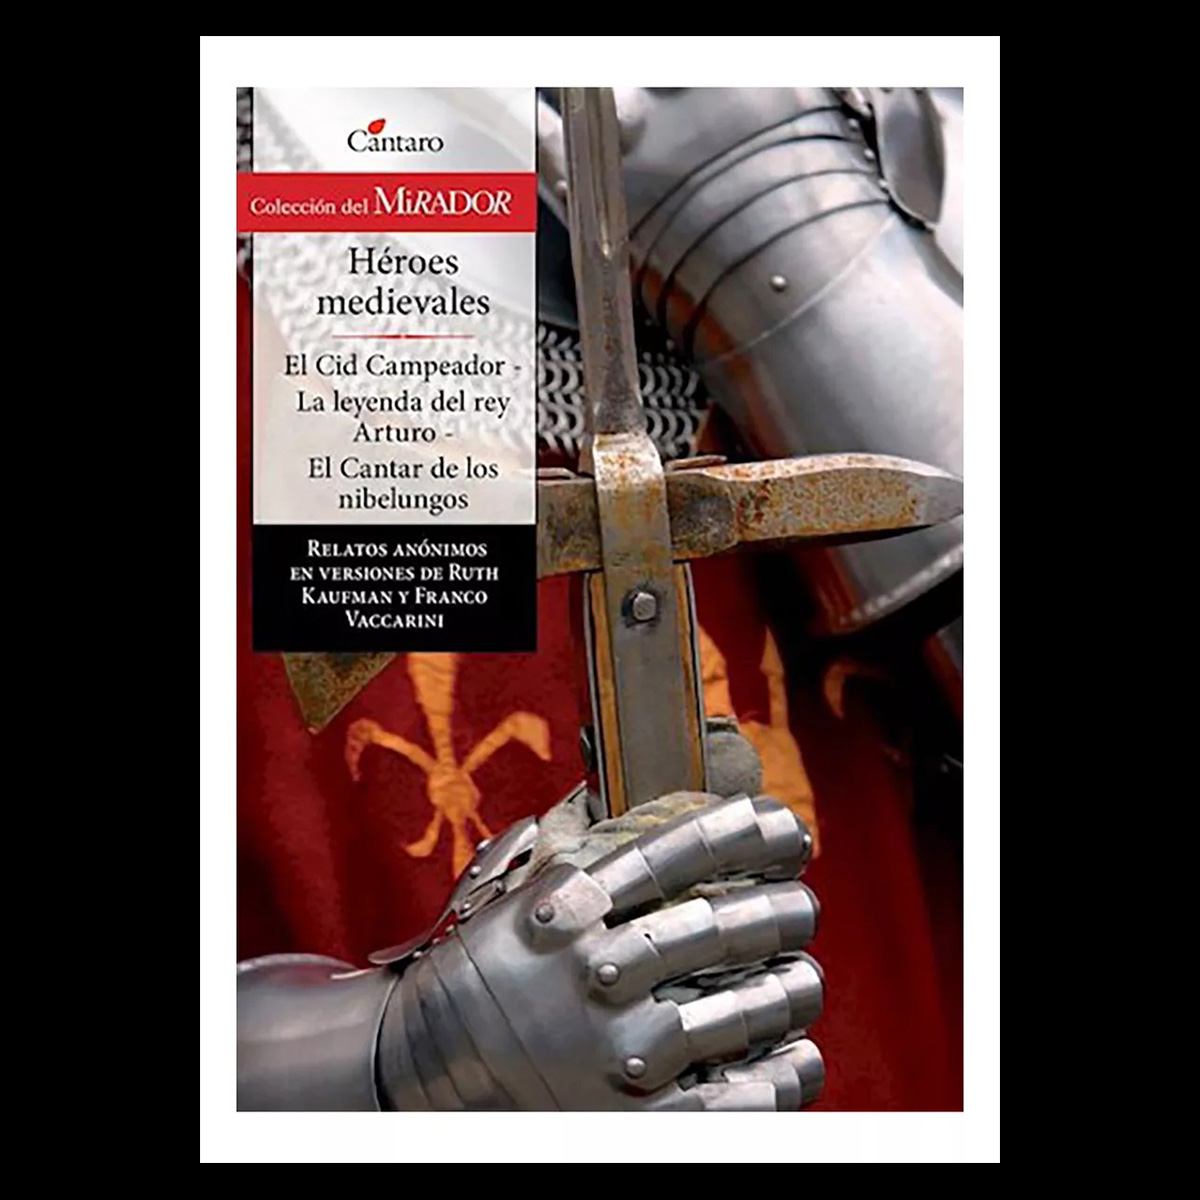 Cántaro
Colección del MiRADOR
Héroes
medievales
El Cid Campeador -
La leyenda del rey
Arturo -
El Cantar de los
nibelungos
RELATOS ANÓNIMOS
EN VERSIONES DE RUTH
KAUFMAN Y FRANCO
VACCARINI